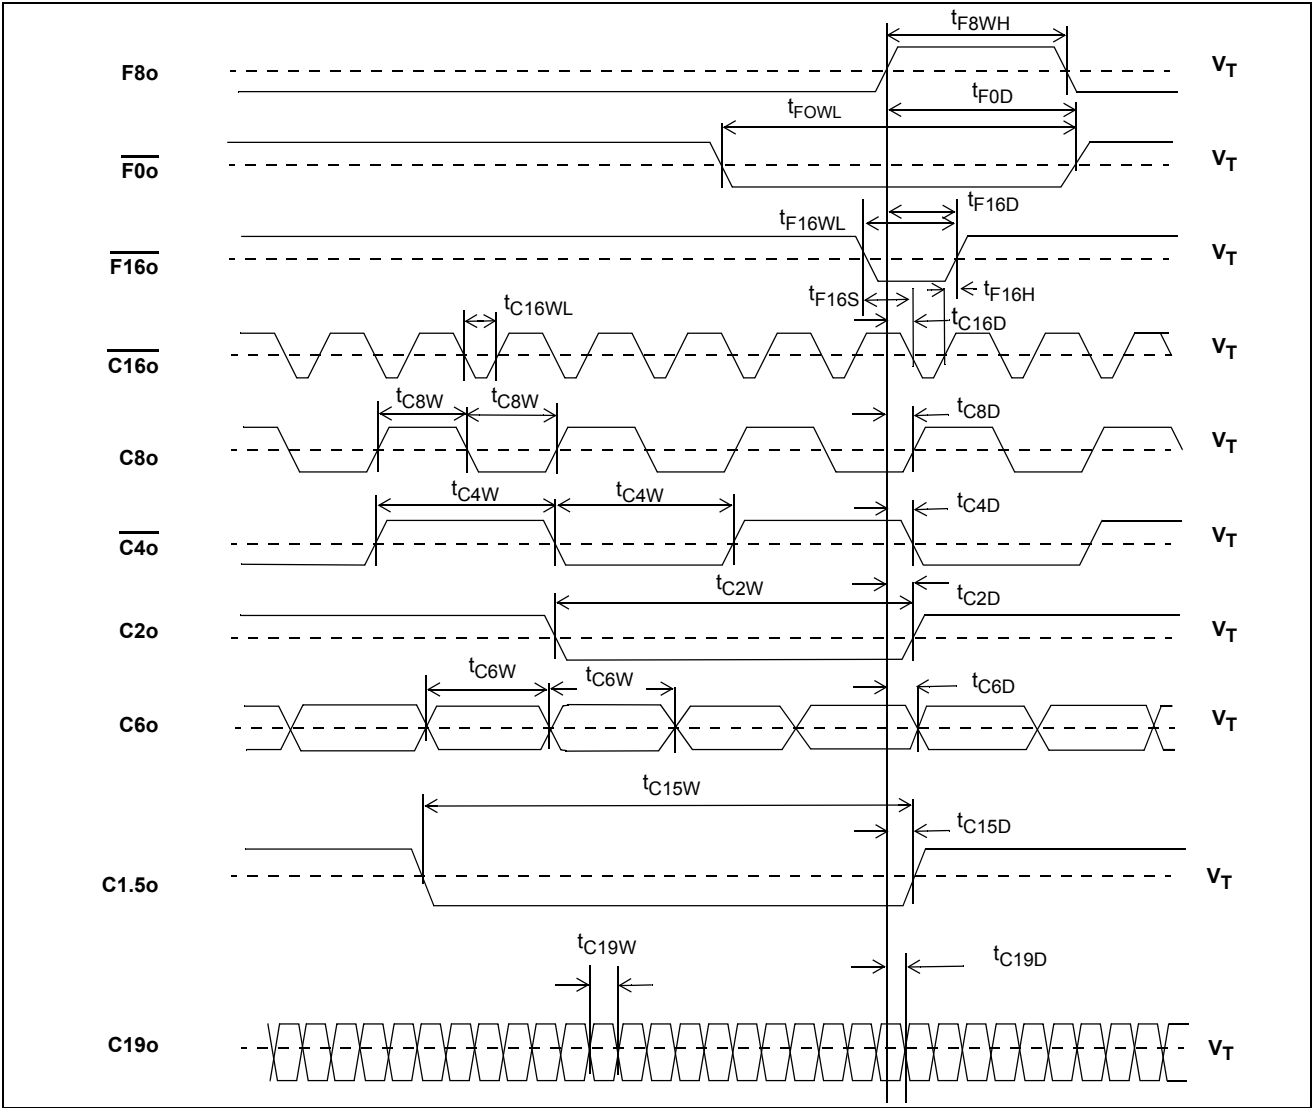 tF8WH
F8o
VT
tF0D
tFOWL
F0o
VT
tF16D
tF16WL
F16o
VT
tF16S
tF16H
tC16WL
tC16D
C16o
VT
tC8W
tC8W
tC8D
C8o
VT
tC4W
tC4W
tC4D
C4o
VT
tC2W
tC2D
C2o
VT
tC6W
tC6W
tC6D
C6o
VT
tC15W
tC15D
C1.5o
VT
tC19W
tC19D
C19o
VT